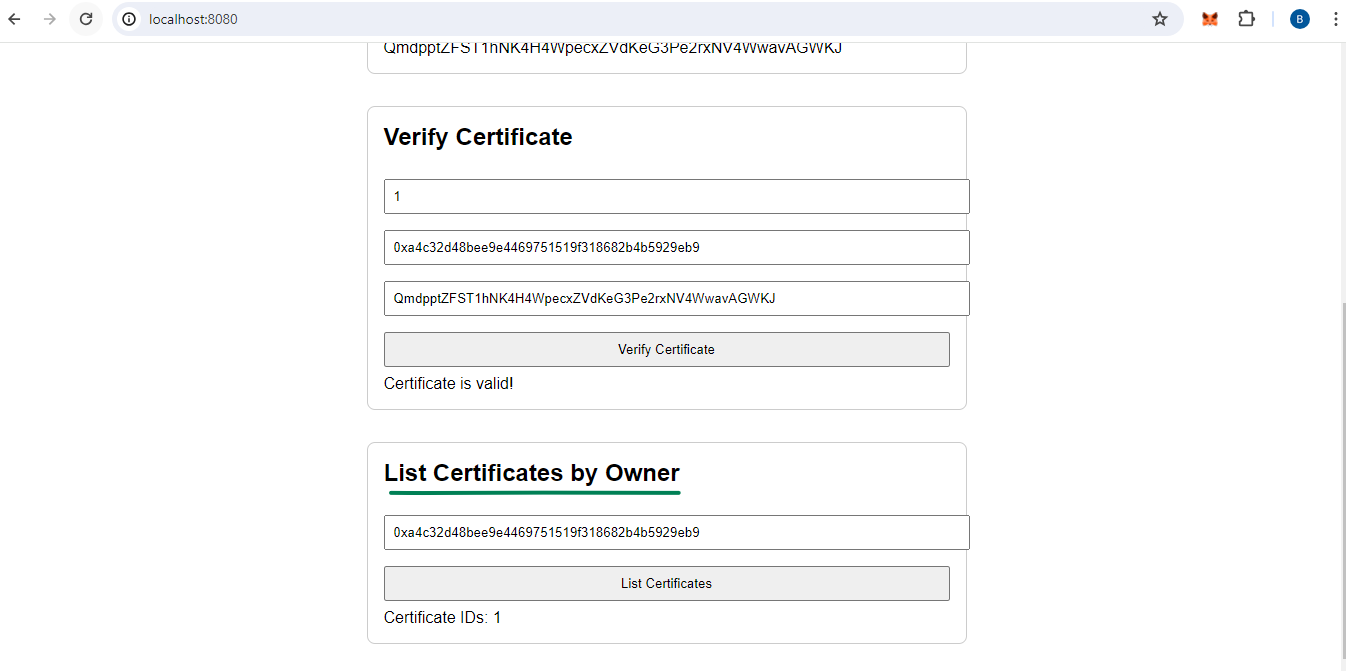 localhost:8080
B
QmdpptZFST1hNK4H4WpecxZVdKeG3Pe2rxNV4WwavAGWKJ
Verify Certificate
1
0xa4c32d48bee9e4469751519f318682b4b5929eb9
QmdpptZFST1hNK4H4WpecxZVdKeG3Pe2rxNV4WwavAGWKJ
Verify Certificate
Certificate is valid!
List Certificates by Owner
0xa4c32d48bee9e4469751519f318682b4b5929eb9
List Certificates
Certificate IDs: 1